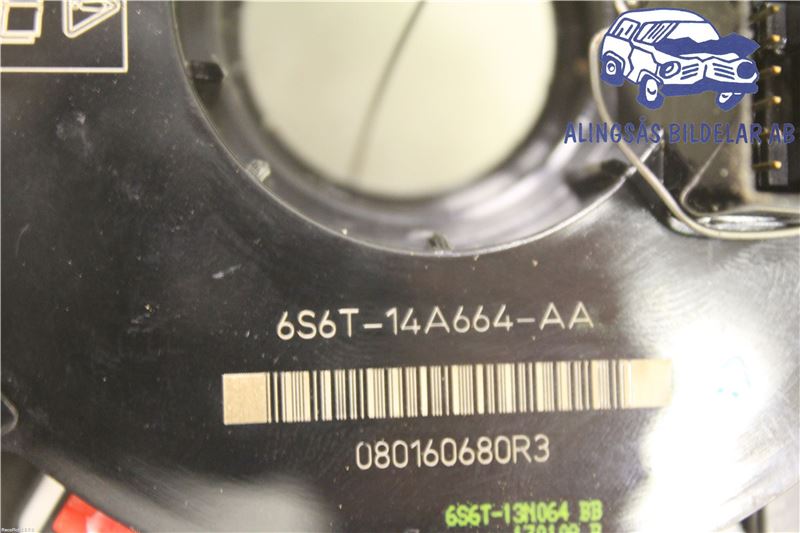 ALINGSÅS BILDELAR AB
6S6T-14A664-AA
080160680R3
6S6T-13N064 BB